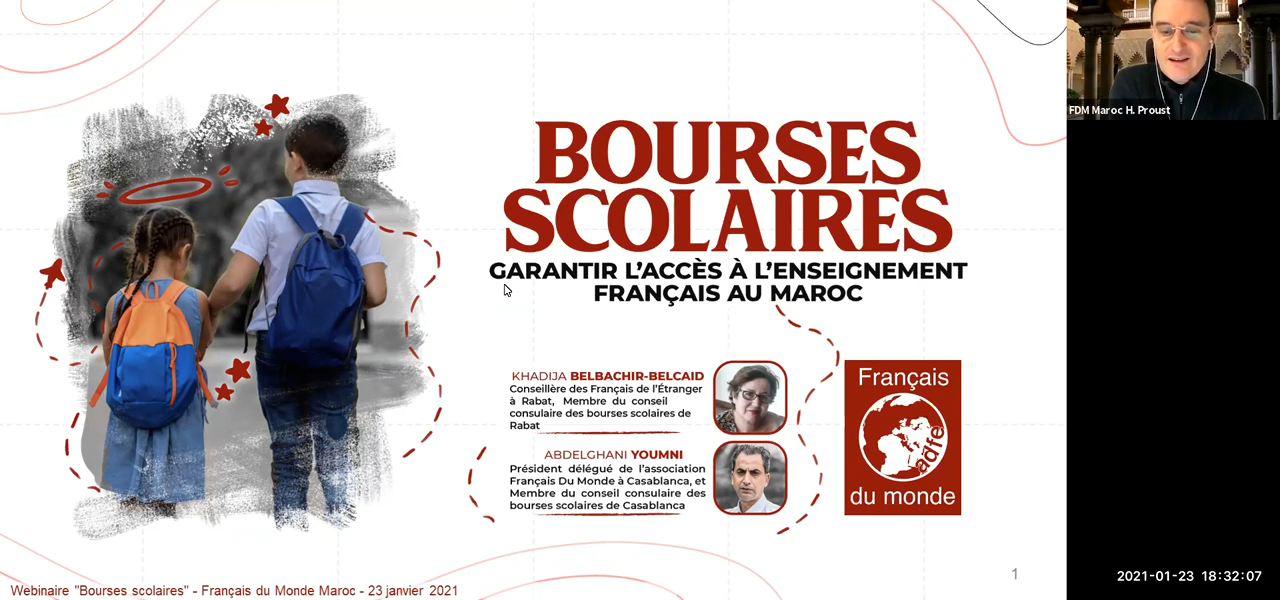 BOURSES
SCOLAIRES
GARANTIR L'ACCÈS À L'ENSEIGNEMENT
FRANÇAIS AU MAROC
KHADIJA BELBACHIR-BELCAID
Conseillère des Français de l'Étranger
à Rabat, Membre du conseil
consulaire des bourses scolaires de
Rabat
ABDELGHANI YOUMNI
Président délégué de l'association
Français Du Monde à Casablanca, et
Membre du conseil consulaire des
bourses scolaires de Casablanca
Français
adfe
du monde
Webinaire "Bourses scolaires" - Français du Monde Maroc - 23 janvier 2021
1
FDM Maroc H. Proust
2021-01-23 18:32:07